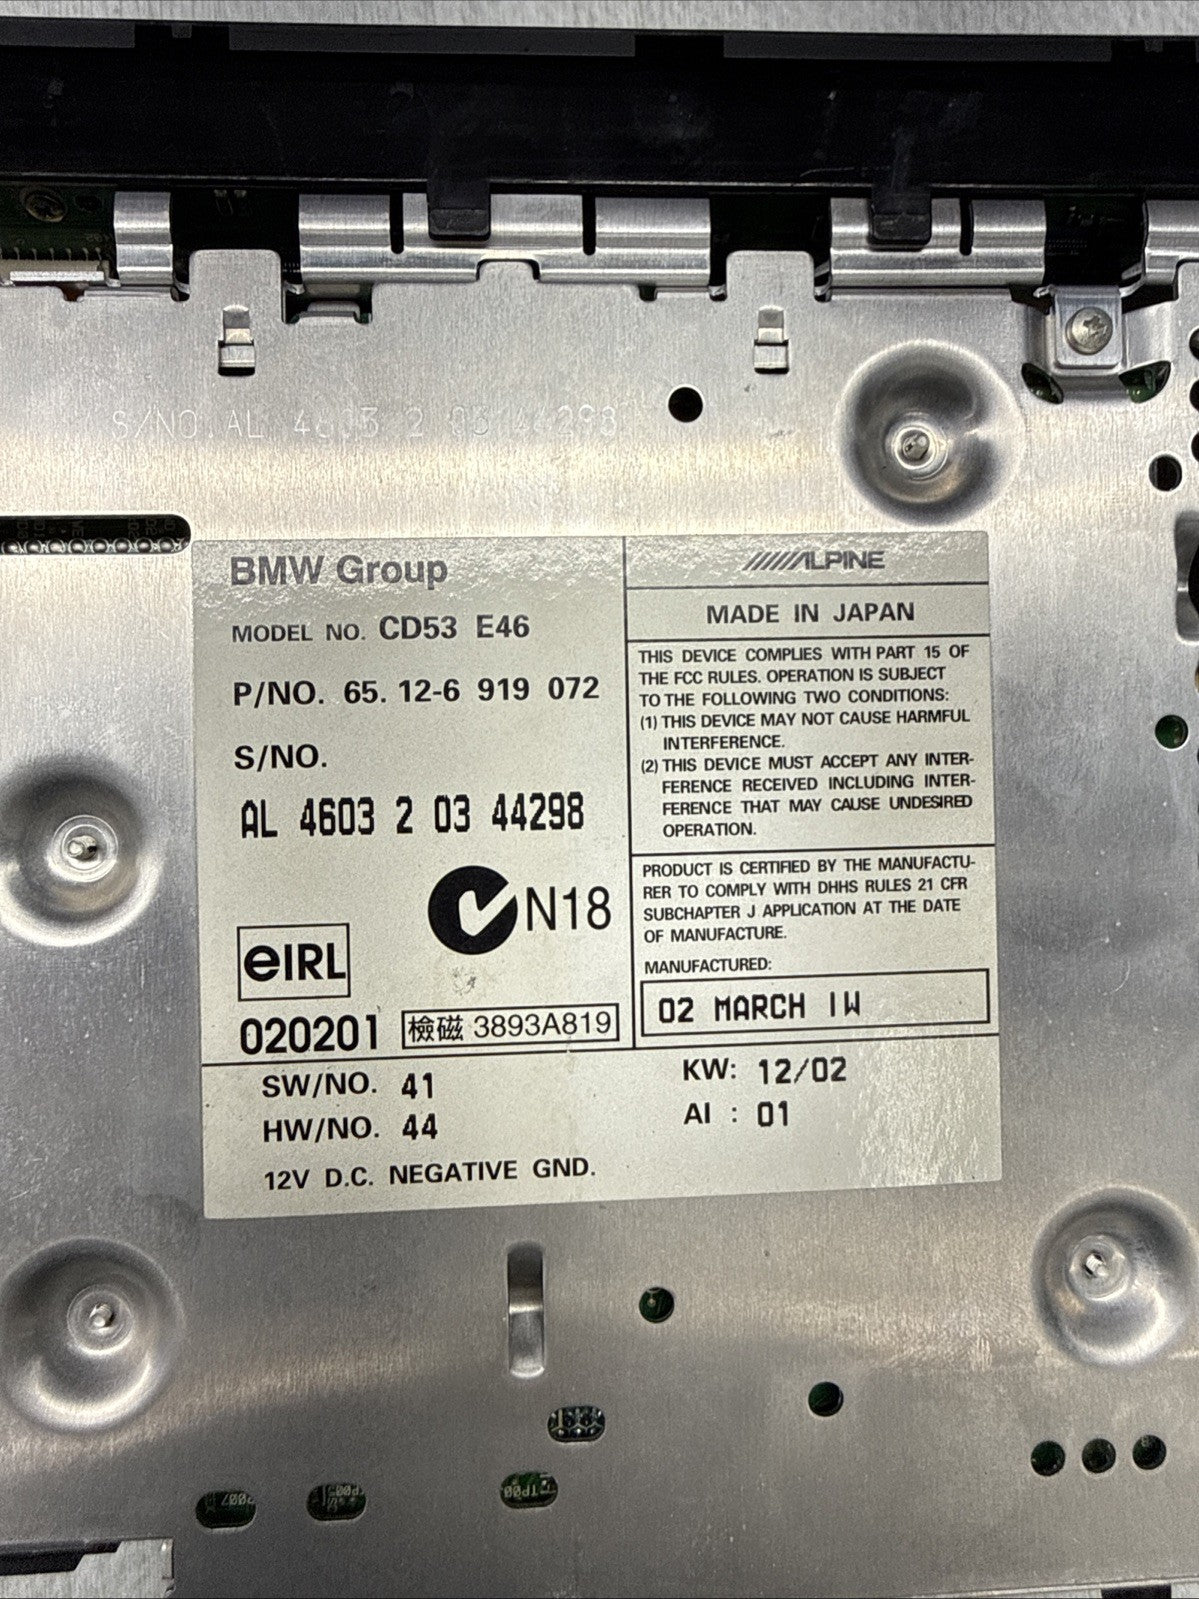 S/NO. AL 4603 2 03 44298
BMW Group
MODEL NO. CD53 E46
P/NO. 65. 12-6 919 072
S/NO.
AL 4603 2 03 44298
N18
eIRL
020201
檢磁 3893A819
ALPINE
MADE IN JAPAN
THIS DEVICE COMPLIES WITH PART 15 OF
THE FCC RULES. OPERATION IS SUBJECT
TO THE FOLLOWING TWO CONDITIONS:
(1) THIS DEVICE MAY NOT CAUSE HARMFUL
INTERFERENCE.
(2) THIS DEVICE MUST ACCEPT ANY INTER-
FERENCE RECEIVED INCLUDING INTER-
FERENCE THAT MAY CAUSE UNDESIRED
OPERATION.
PRODUCT IS CERTIFIED BY THE MANUFACTU-
RER TO COMPLY WITH DHHS RULES 21 CFR
SUBCHAPTER J APPLICATION AT THE DATE
OF MANUFACTURE.
MANUFACTURED:
02 MARCH 1W
SW/NO. 41
KW: 12/02
HW/NO. 44
AI : 01
12V D.C. NEGATIVE GND.